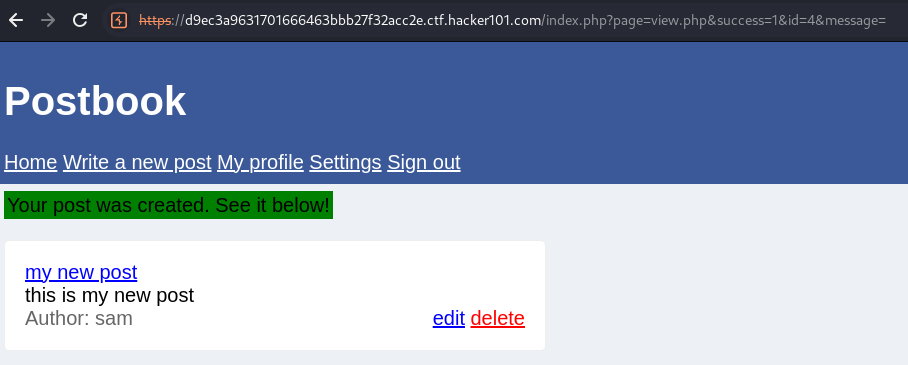 https://d9ec3a9631701666463bbb27f32acc2e.ctf.hacker101.com/index.php?page=view.php&success=1&id=4&message=
Postbook
Home Write a new post My profile Settings Sign out
Your post was created. See it below!
my new post
this is my new post
Author: sam edit delete